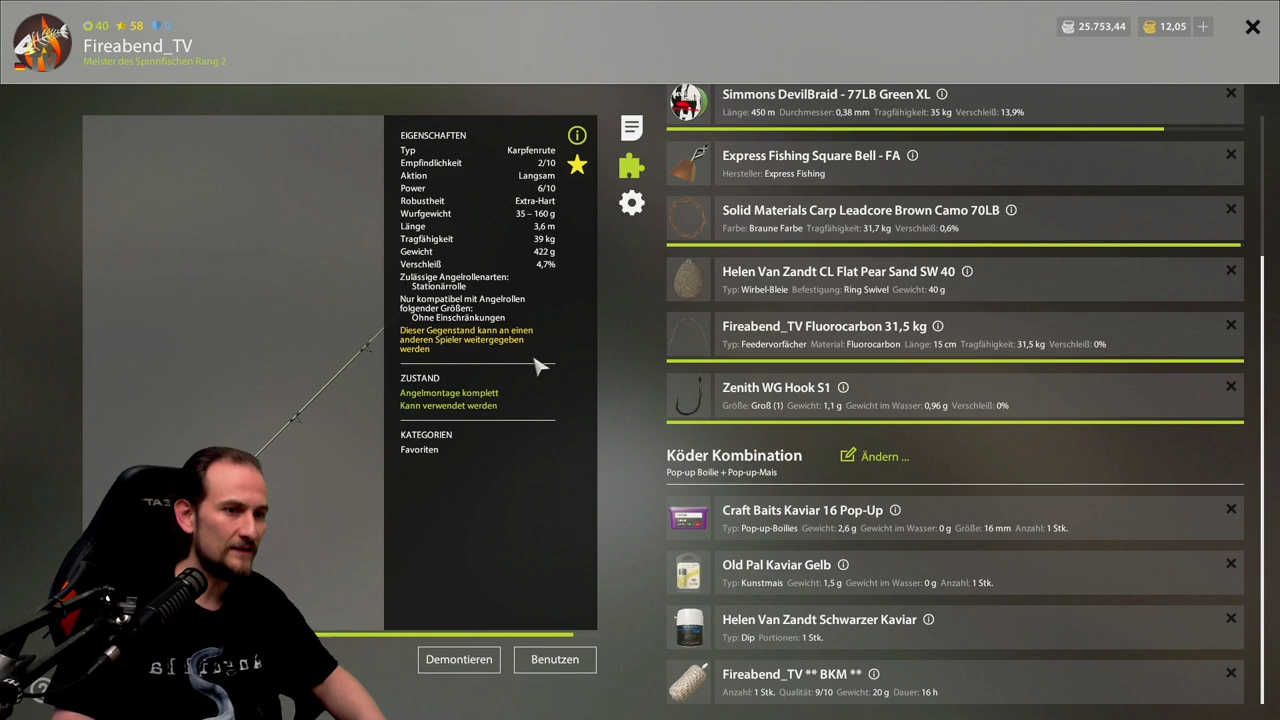 40 58 0
Fireabend_TV
Meister des Spinnfischen Rang 2
25.753,44 12,05
EIGENSCHAFTEN
Typ Karpfenrute
Empfindlichkeit 2/10
Aktion Langsam
Power 6/10
Robustheit Extra-Hart
Wurfgewicht 35 – 160 g
Länge 3,6 m
Tragfähigkeit 39 kg
Gewicht 422 g
Verschleiß 4,7%
Zulässige Angelrollenarten:
Stationärrolle
Nur kompatibel mit Angelrollen
folgender Größen:
Ohne Einschränkungen
Dieser Gegenstand kann an einen
anderen Spieler weitergegeben
werden
ZUSTAND
Angelmontage komplett
Kann verwendet werden
KATEGORIEN
Favoriten
Demontieren Benutzen
Simmons DevilBraid - 77LB Green XL
Länge: 450 m Durchmesser: 0,38 mm Tragfähigkeit: 35 kg Verschleiß: 13,9%
Express Fishing Square Bell - FA
Hersteller: Express Fishing
Solid Materials Carp Leadcore Brown Camo 70LB
Farbe: Braune Farbe Tragfähigkeit: 31,7 kg Verschleiß: 0,6%
Helen Van Zandt CL Flat Pear Sand SW 40
Typ: Wirbel-Bleie Befestigung: Ring Swivel Gewicht: 40 g
Fireabend_TV Fluorocarbon 31,5 kg
Typ: Feedervorfächer Material: Fluorocarbon Länge: 15 cm Tragfähigkeit: 31,5 kg Verschleiß: 0%
Zenith WG Hook S1
Größe: Groß (1) Gewicht: 1,1 g Gewicht im Wasser: 0,96 g Verschleiß: 0%
Köder Kombination Ändern ...
Pop-up Boilie + Pop-up-Mais
Craft Baits Kaviar 16 Pop-Up
Typ: Pop-up-Boilies Gewicht: 2,6 g Gewicht im Wasser: 0 g Größe: 16 mm Anzahl: 1 Stk.
Old Pal Kaviar Gelb
Typ: Kunstmais Gewicht: 1,5 g Gewicht im Wasser: 0 g Anzahl: 1 Stk.
Helen Van Zandt Schwarzer Kaviar
Typ: Dip Portionen: 1 Stk.
Fireabend_TV ** BKM **
Anzahl: 1 Stk. Qualität: 9/10 Gewicht: 20 g Dauer: 16 h